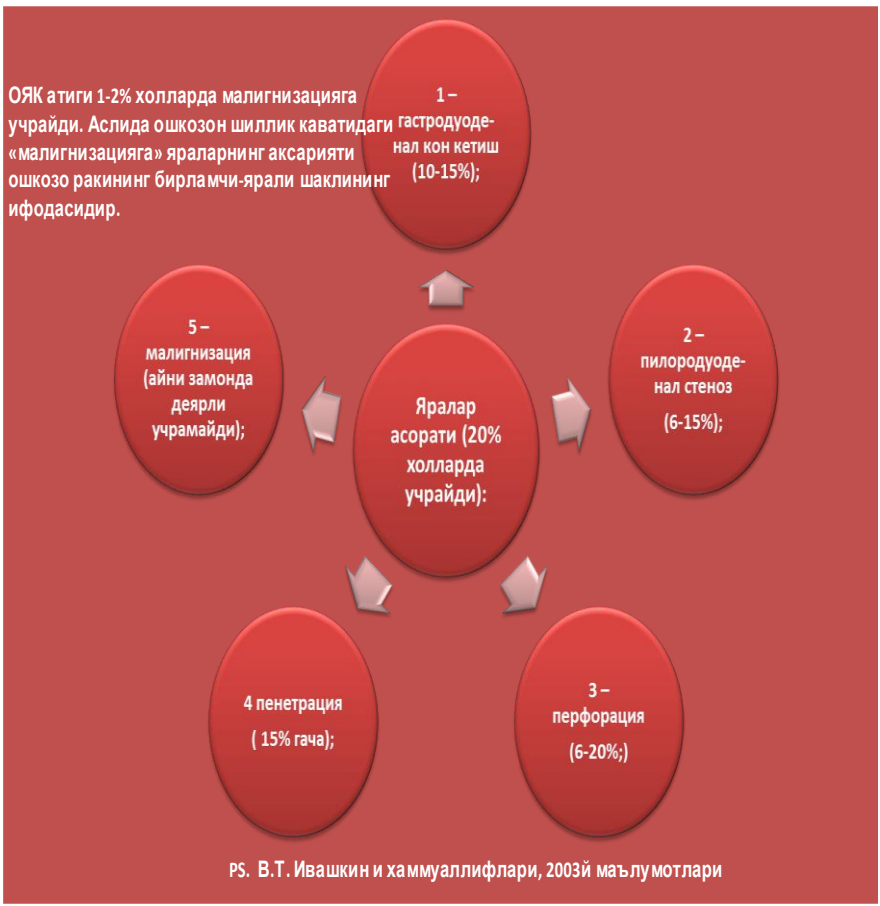 ОЯК атиги 1-2% холларда малигнизацияга
учрайди. Аслида ошкозон шиллик каватидаги
«малигнизацияга» яраларнинг аксарияти
ошкозо ракининг бирламчи-ярали шаклининг
ифодасидир.
1 –
гастродуоде-
нал кон кетиш
(10-15%);
2 –
пилородуоде-
нал стеноз
(6-15%);
3 –
перфорация
(6-20%;)
4 пенетрация
( 15% гача);
5 –
малигнизация
(айни замонда
деярли
учрамайди);
Яралар
асорати (20%
холларда
учрайди):
PS. В.Т. Ивашкин и хаммуаллифлари, 2003й маълумотлари